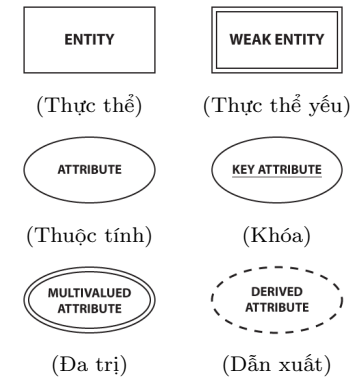 ENTITY
WEAK ENTITY
(Thực thể)
(Thực thể yếu)
ATTRIBUTE
KEY ATTRIBUTE
(Thuộc tính)
(Khóa)
MULTIVALUED
ATTRIBUTE
DERIVED
ATTRIBUTE
(Đa trị)
(Dẫn xuất)